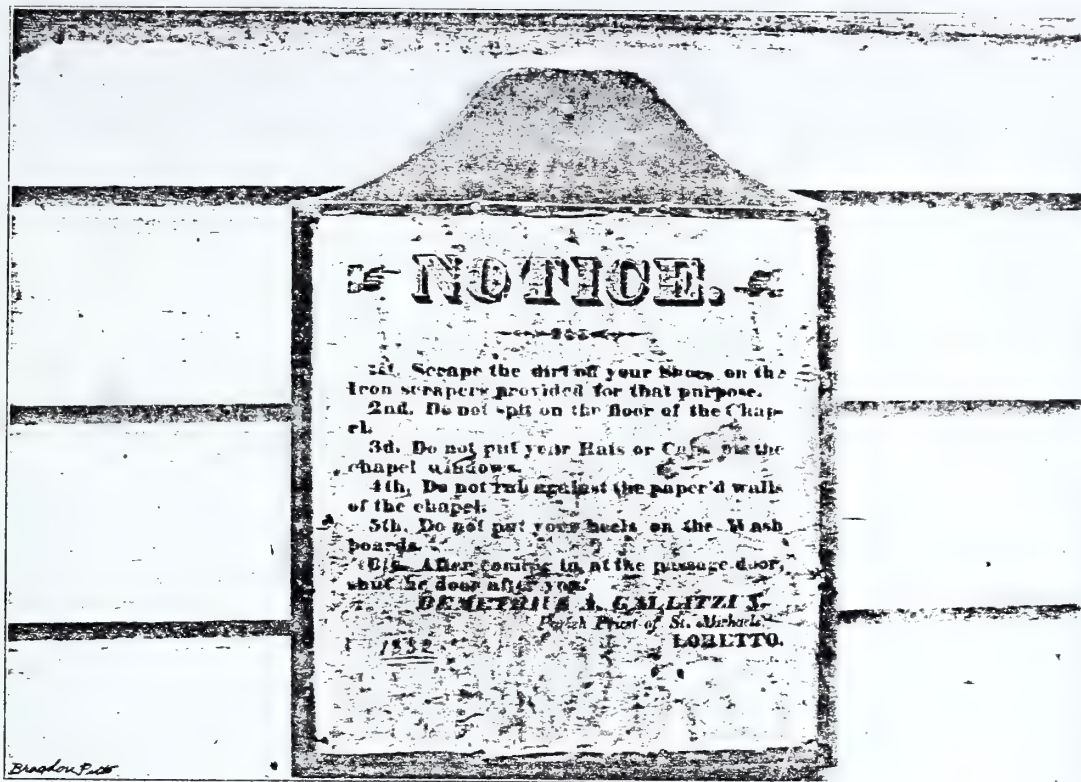 NOTICE.
1st. Scrape the dirt off your Shoes on the
Iron scrapers provided for that purpose.
2nd. Do not spit on the floor of the Chap-
el.
3d. Do not put your Hats or Caps on the
chapel windows.
4th, Do not rub against the paper'd walls
of the chapel.
5th. Do not put your heels on the Wash
boards.
6th. After coming in at the passage door,
shut the door after you.
DEMETRIUS A. GALLITZIN.
Parish Priest of St. Michaels
LORETTO.
1832
Bragdon Pitt